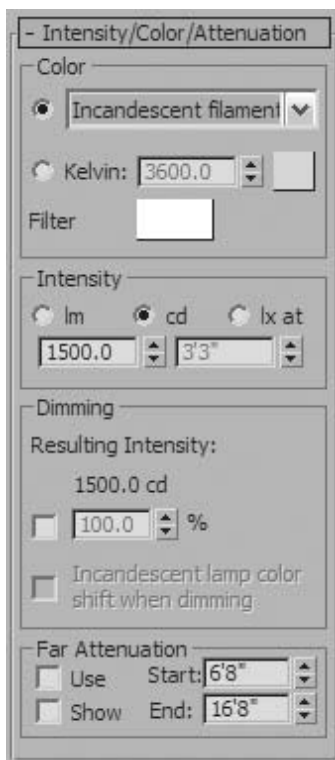 - Intensity/Color/Attenuation
Color
Incandescent filament
Kelvin: 3600.0
Filter
Intensity
lm cd lx at
1500.0 3'3"
Dimming
Resulting Intensity:
1500.0 cd
100.0 %
Incandescent lamp color
shift when dimming
Far Attenuation
Use Start: 6'8"
Show End: 16'8"